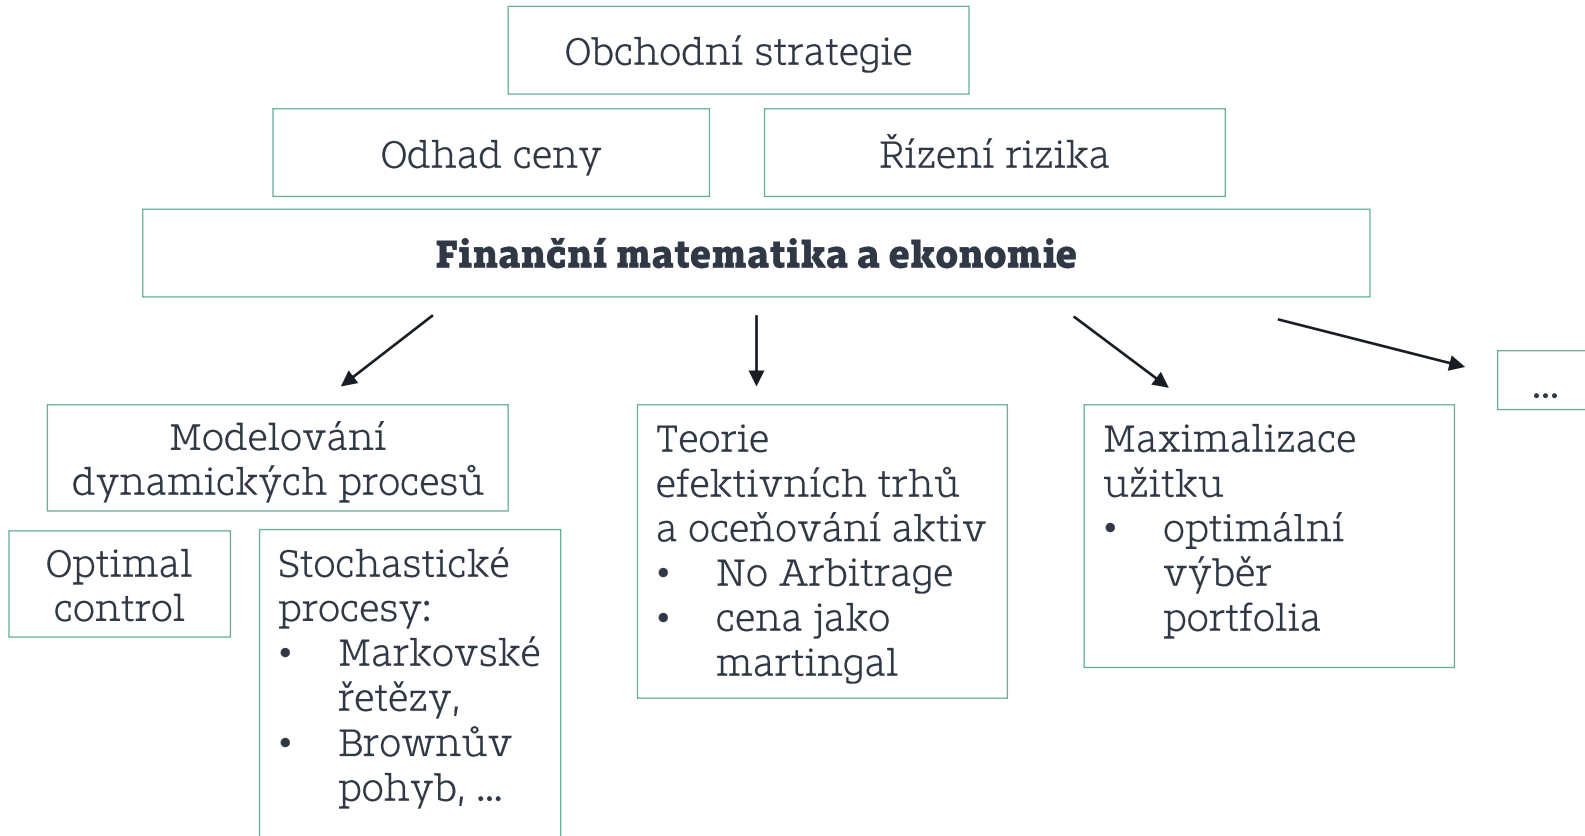 Obchodní strategie
Odhad ceny
Řízení rizika
Finanční matematika a ekonomie
...
Modelování
dynamických procesů
Optimal
control
Stochastické
procesy:
• Markovské
řetězy,
• Brownův
pohyb, ...
Teorie
efektivních trhů
a oceňování aktiv
• No Arbitrage
• cena jako
martingal
Maximalizace
užitku
• optimální
výběr
portfolia